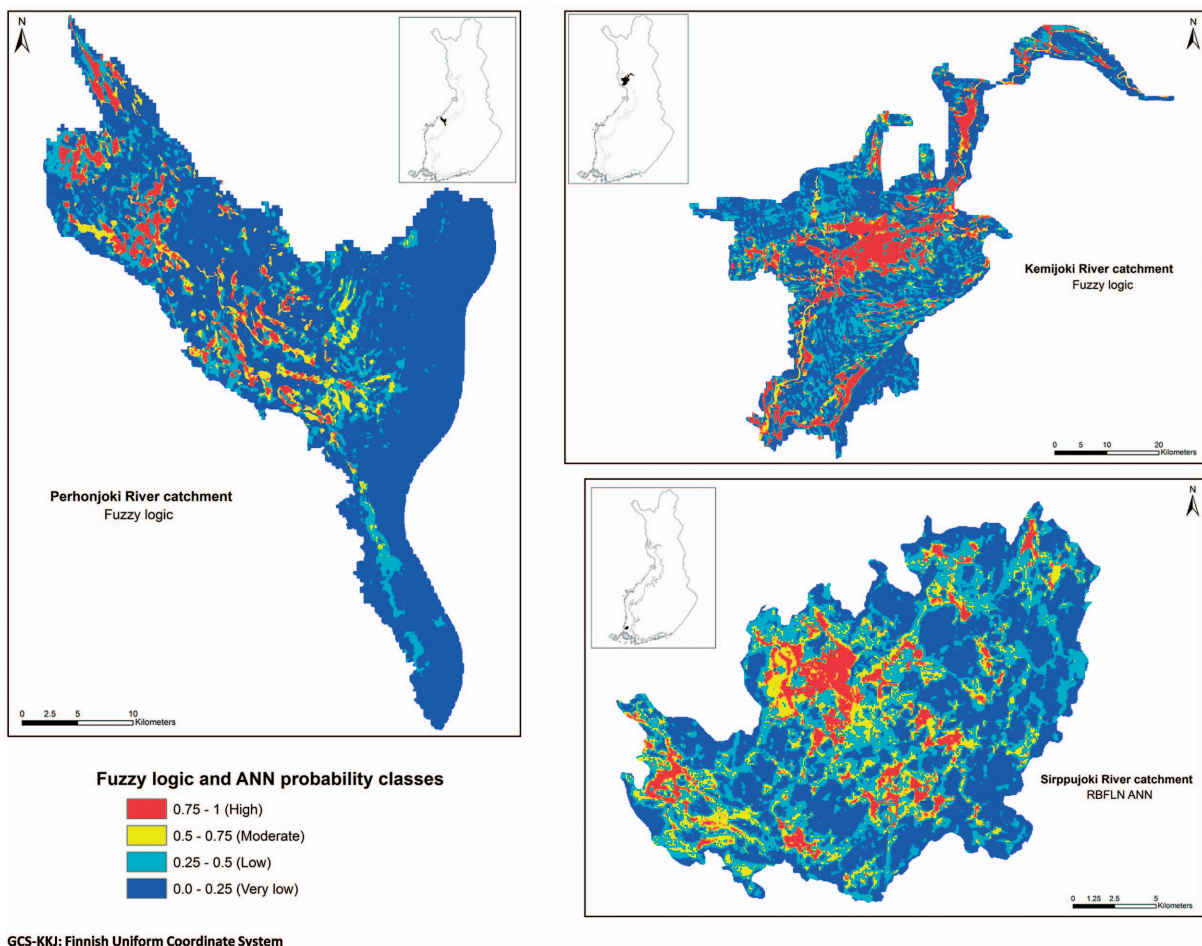 N
Perhonjoki River catchment
Fuzzy logic
0 2.5 5 10
Kilometers
N
Kemijoki River catchment
Fuzzy logic
0 5 10 20
Kilometers
N
Sirppujoki River catchment
RBFLN ANN
0 1.25 2.5 5
Kilometers
Fuzzy logic and ANN probability classes
0.75 - 1 (High)
0.5 - 0.75 (Moderate)
0.25 - 0.5 (Low)
0.0 - 0.25 (Very low)
GCS-KKJ: Finnish Uniform Coordinate System